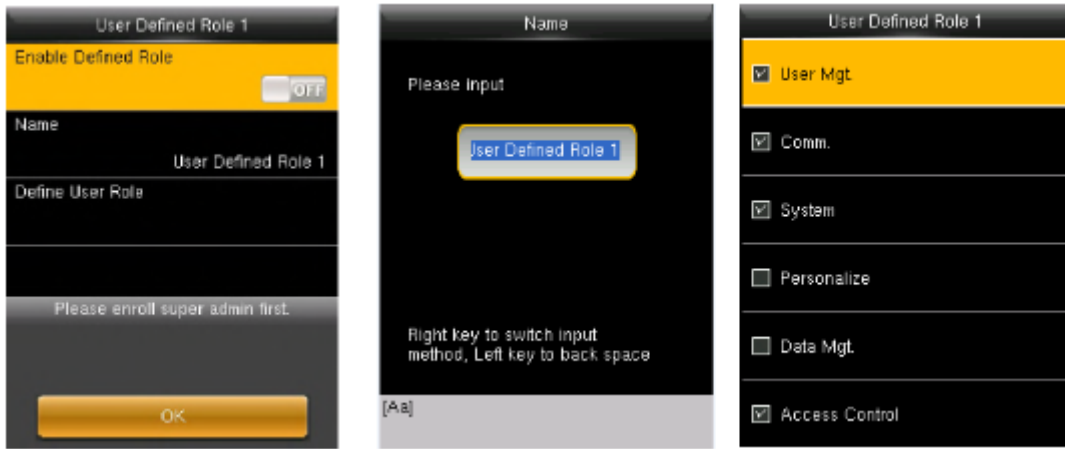 User Defined Role 1
Enable Defined Role
OFF
Name
User Defined Role 1
Define User Role
Please enroll super admin first.
OK
Name
Please Input
User Defined Role 1
Right key to switch input
method, Left key to back space
[Aa]
User Defined Role 1
User Mgt.
Comm.
System
Personalize
Data Mgt.
Access Control